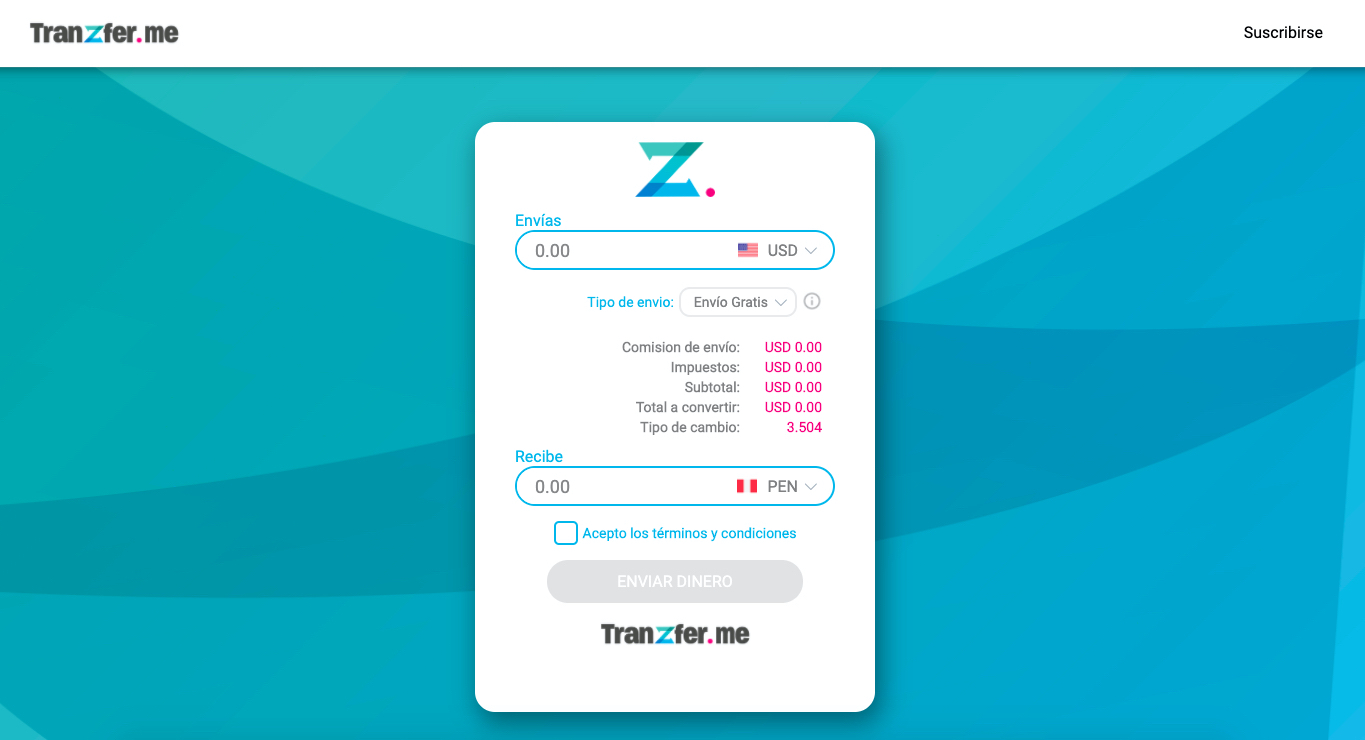 Tranzfer.me
Suscribirse
Z.
Envías
0.00 USD
Tipo de envio: Envío Gratis
Comision de envío: USD 0.00
Impuestos: USD 0.00
Subtotal: USD 0.00
Total a convertir: USD 0.00
Tipo de cambio: 3.504
Recibe
0.00 PEN
Acepto los términos y condiciones
ENVIAR DINERO
Tranzfer.me